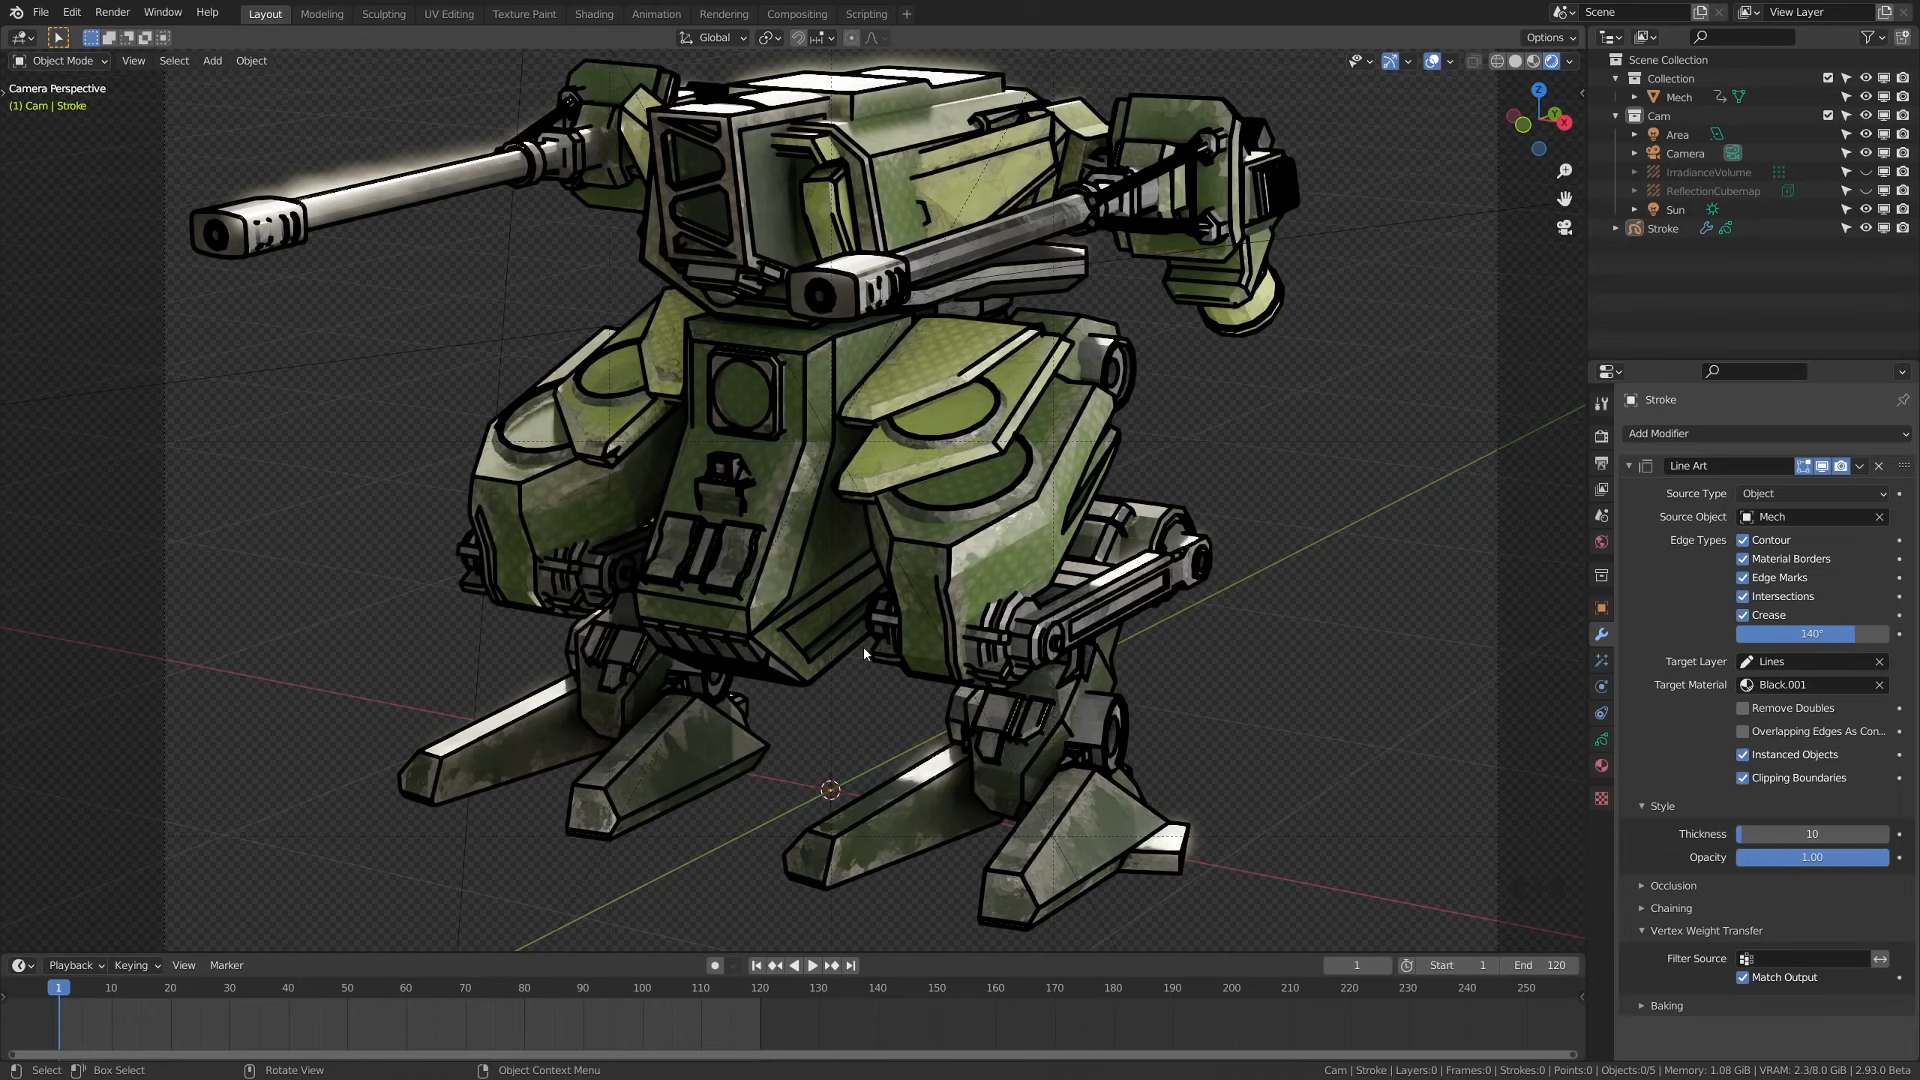 File Edit Render Window Help
Layout Modeling Sculpting UV Editing Texture Paint Shading Animation Rendering Compositing Scripting +
Scene
View Layer
Global
Options
Object Mode View Select Add Object
Camera Perspective
(1) Cam | Stroke
Z
Y
X
Scene Collection
Collection
Mech
Cam
Area
Camera
IrradianceVolume
ReflectionCubemap
Sun
Stroke
Stroke
Add Modifier
Line Art
Source Type Object
Source Object Mech
Edge Types Contour
Material Borders
Edge Marks
Intersections
Crease
140°
Target Layer Lines
Target Material Black.001
Remove Doubles
Overlapping Edges As Con...
Instanced Objects
Clipping Boundaries
Style
Thickness 10
Opacity 1.00
Occlusion
Chaining
Vertex Weight Transfer
Filter Source
Match Output
Baking
Playback Keying View Marker
1 Start 1 End 120
1 10 20 30 40 50 60 70 80 90 100 110 120 130 140 150 160 170 180 190 200 210 220 230 240 250
Select Box Select Rotate View Object Context Menu
Cam | Stroke | Layers:0 | Frames:0 | Strokes:0 | Points:0 | Objects:0/5 | Memory: 1.08 GiB | VRAM: 2.3/8.0 GiB | 2.93.0 Beta